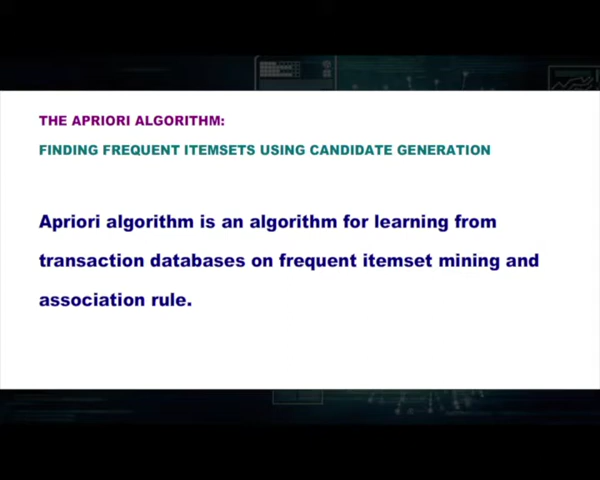 THE APRIORI ALGORITHM:
FINDING FREQUENT ITEMSETS USING CANDIDATE GENERATION
Apriori algorithm is an algorithm for learning from
transaction databases on frequent itemset mining and
association rule.